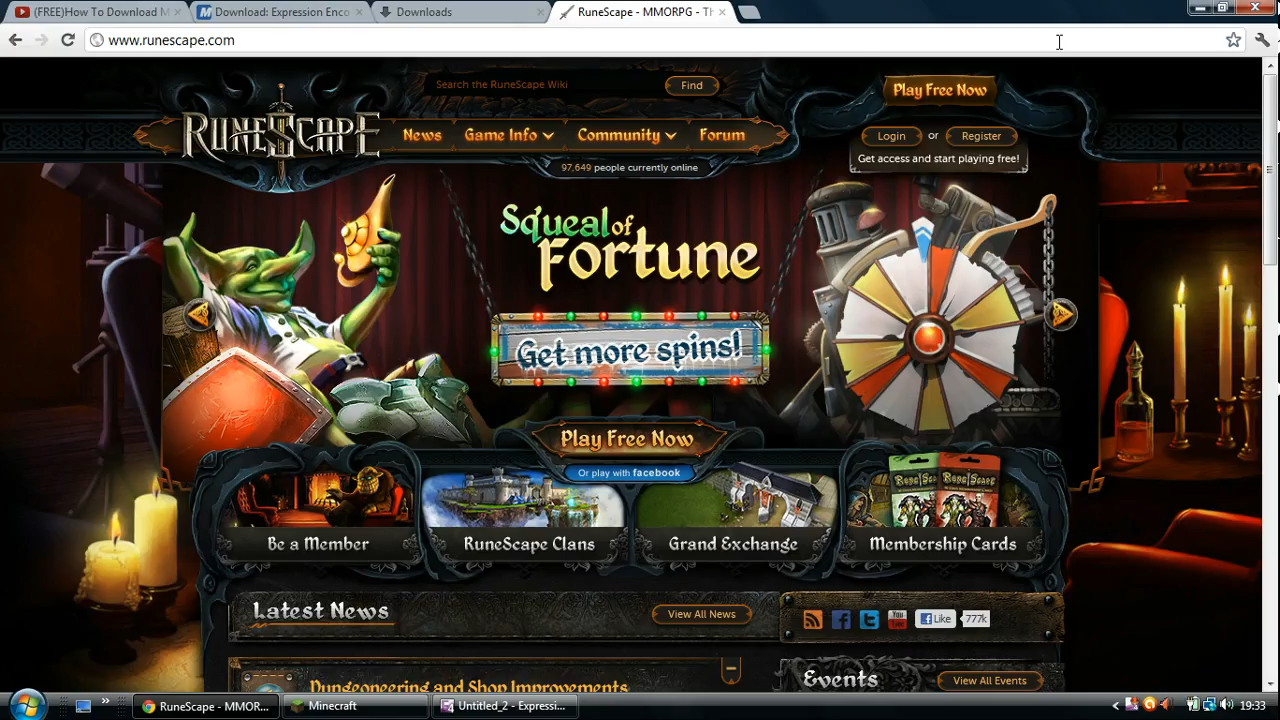 (FREE)How To Download M
Download: Expression Enco
Downloads
RuneScape - MMORPG - Th
www.runescape.com
Search the RuneScape Wiki
Find
Play Free Now
RuneScape
News
Game Info
Community
Forum
Login or Register
Get access and start playing free!
97,649 people currently online
Squeal of
Fortune
Get more spins!
Play Free Now
Or play with facebook
Be a Member
RuneScape Clans
Grand Exchange
Membership Cards
Latest News
View All News
You
Like
777k
Dungeoneering and Shop Improvements
Events
View All Events
RuneScape - MMOR...
Minecraft
Untitled_2 - Expressi...
19:33